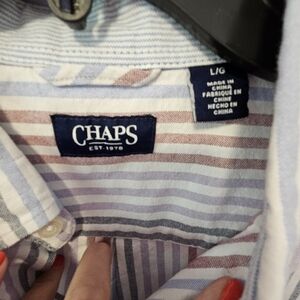 L/G
MADE IN
CHINA
FABRIQUÉ EN
CHINE
HECHO EN
CHINA
CHAPS
EST. 1978